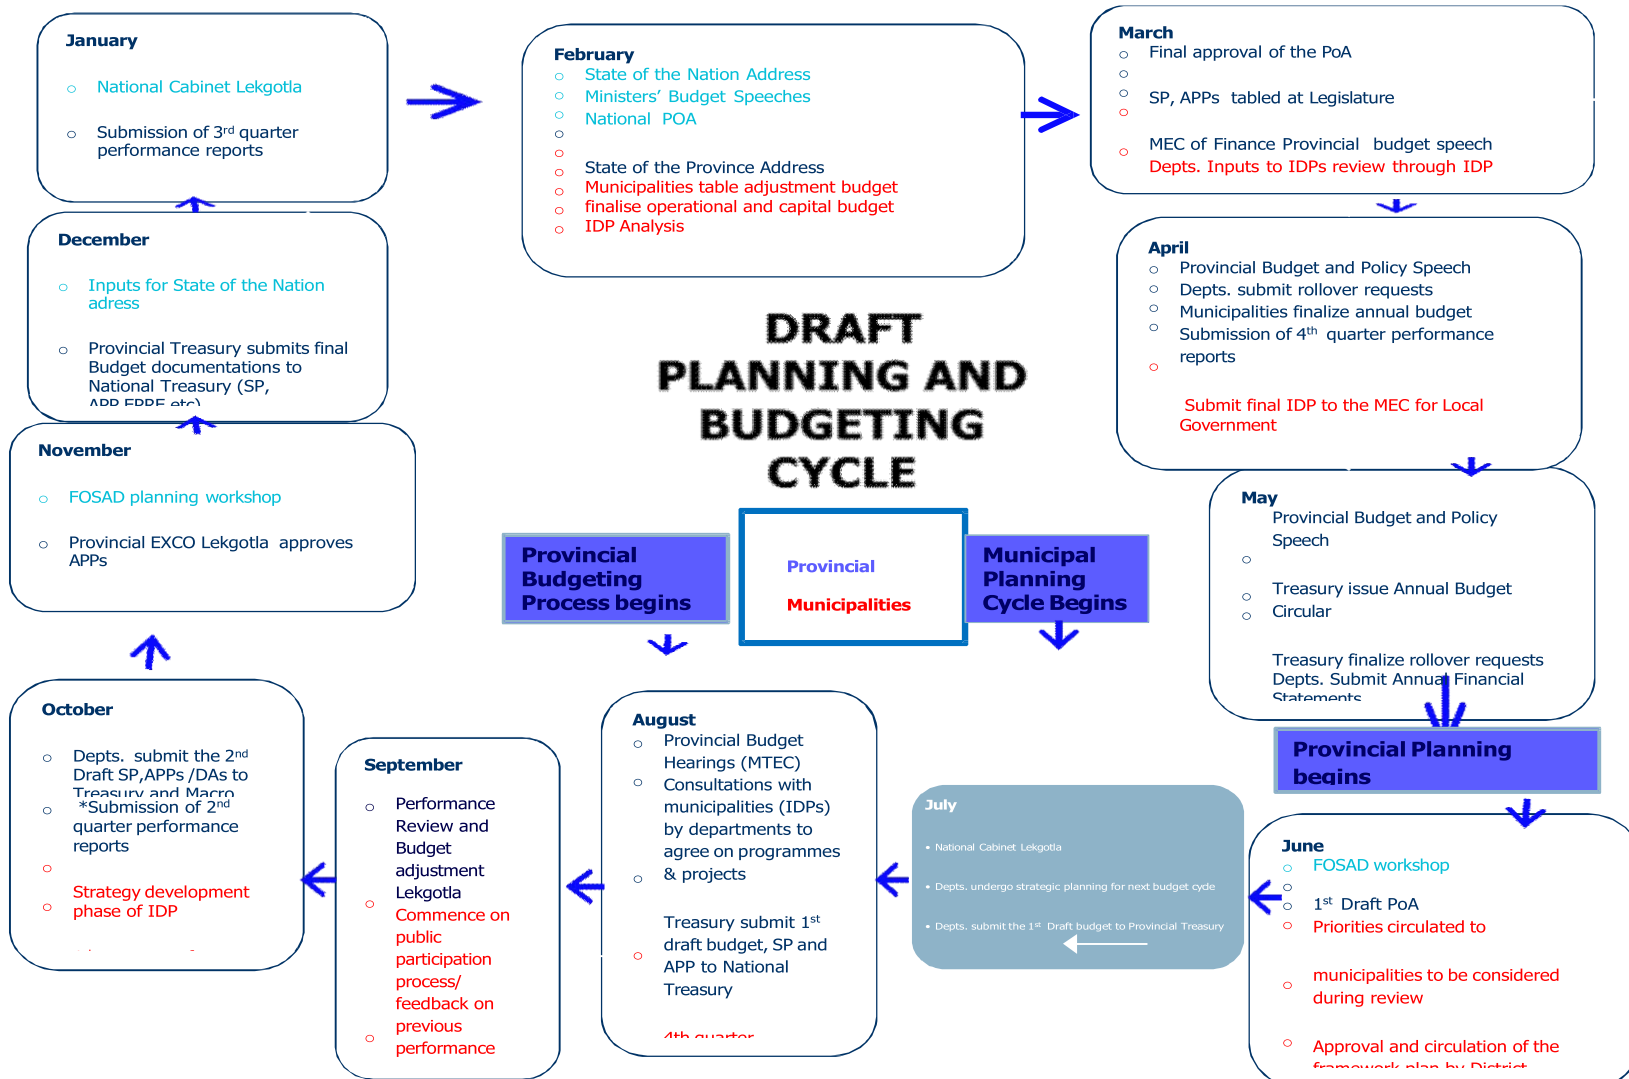 January
National Cabinet Lekgotla
Submission of 3rd quarter
performance reports
February
State of the Nation Address
Ministers’ Budget Speeches
National POA
State of the Province Address
Municipalities table adjustment budget
finalise operational and capital budget
IDP Analysis
March
Final approval of the PoA
SP, APPs tabled at Legislature
MEC of Finance Provincial budget speech
Depts. Inputs to IDPs review through IDP
April
Provincial Budget and Policy Speech
Depts. submit rollover requests
Municipalities finalize annual budget
Submission of 4th quarter performance
reports
Submit final IDP to the MEC for Local
Government
May
Provincial Budget and Policy
Speech
Treasury issue Annual Budget
Circular
Treasury finalize rollover requests
Depts. Submit Annual Financial
Statements
Provincial Planning
begins
June
FOSAD workshop
1st Draft PoA
Priorities circulated to
municipalities to be considered
during review
Approval and circulation of the
framework plan by District
July
• National Cabinet Lekgotla
• Depts. undergo strategic planning for next budget cycle
• Depts. submit the 1st Draft budget to Provincial Treasury
August
Provincial Budget
Hearings (MTEC)
Consultations with
municipalities (IDPs)
by departments to
agree on programmes
& projects
Treasury submit 1st
draft budget, SP and
APP to National
Treasury
4th quarter
September
Performance
Review and
Budget
adjustment
Lekgotla
Commence on
public
participation
process/
feedback on
previous
performance
October
Depts. submit the 2nd
Draft SP,APPs /DAs to
Treasury and Macro
*Submission of 2nd
quarter performance
reports
Strategy development
phase of IDP
November
FOSAD planning workshop
Provincial EXCO Lekgotla approves
APPs
December
Inputs for State of the Nation
adress
Provincial Treasury submits final
Budget documentations to
National Treasury (SP,
APP,EPRE etc)
DRAFT
PLANNING AND
BUDGETING
CYCLE
Provincial
Budgeting
Process begins
Provincial
Municipalities
Municipal
Planning
Cycle Begins